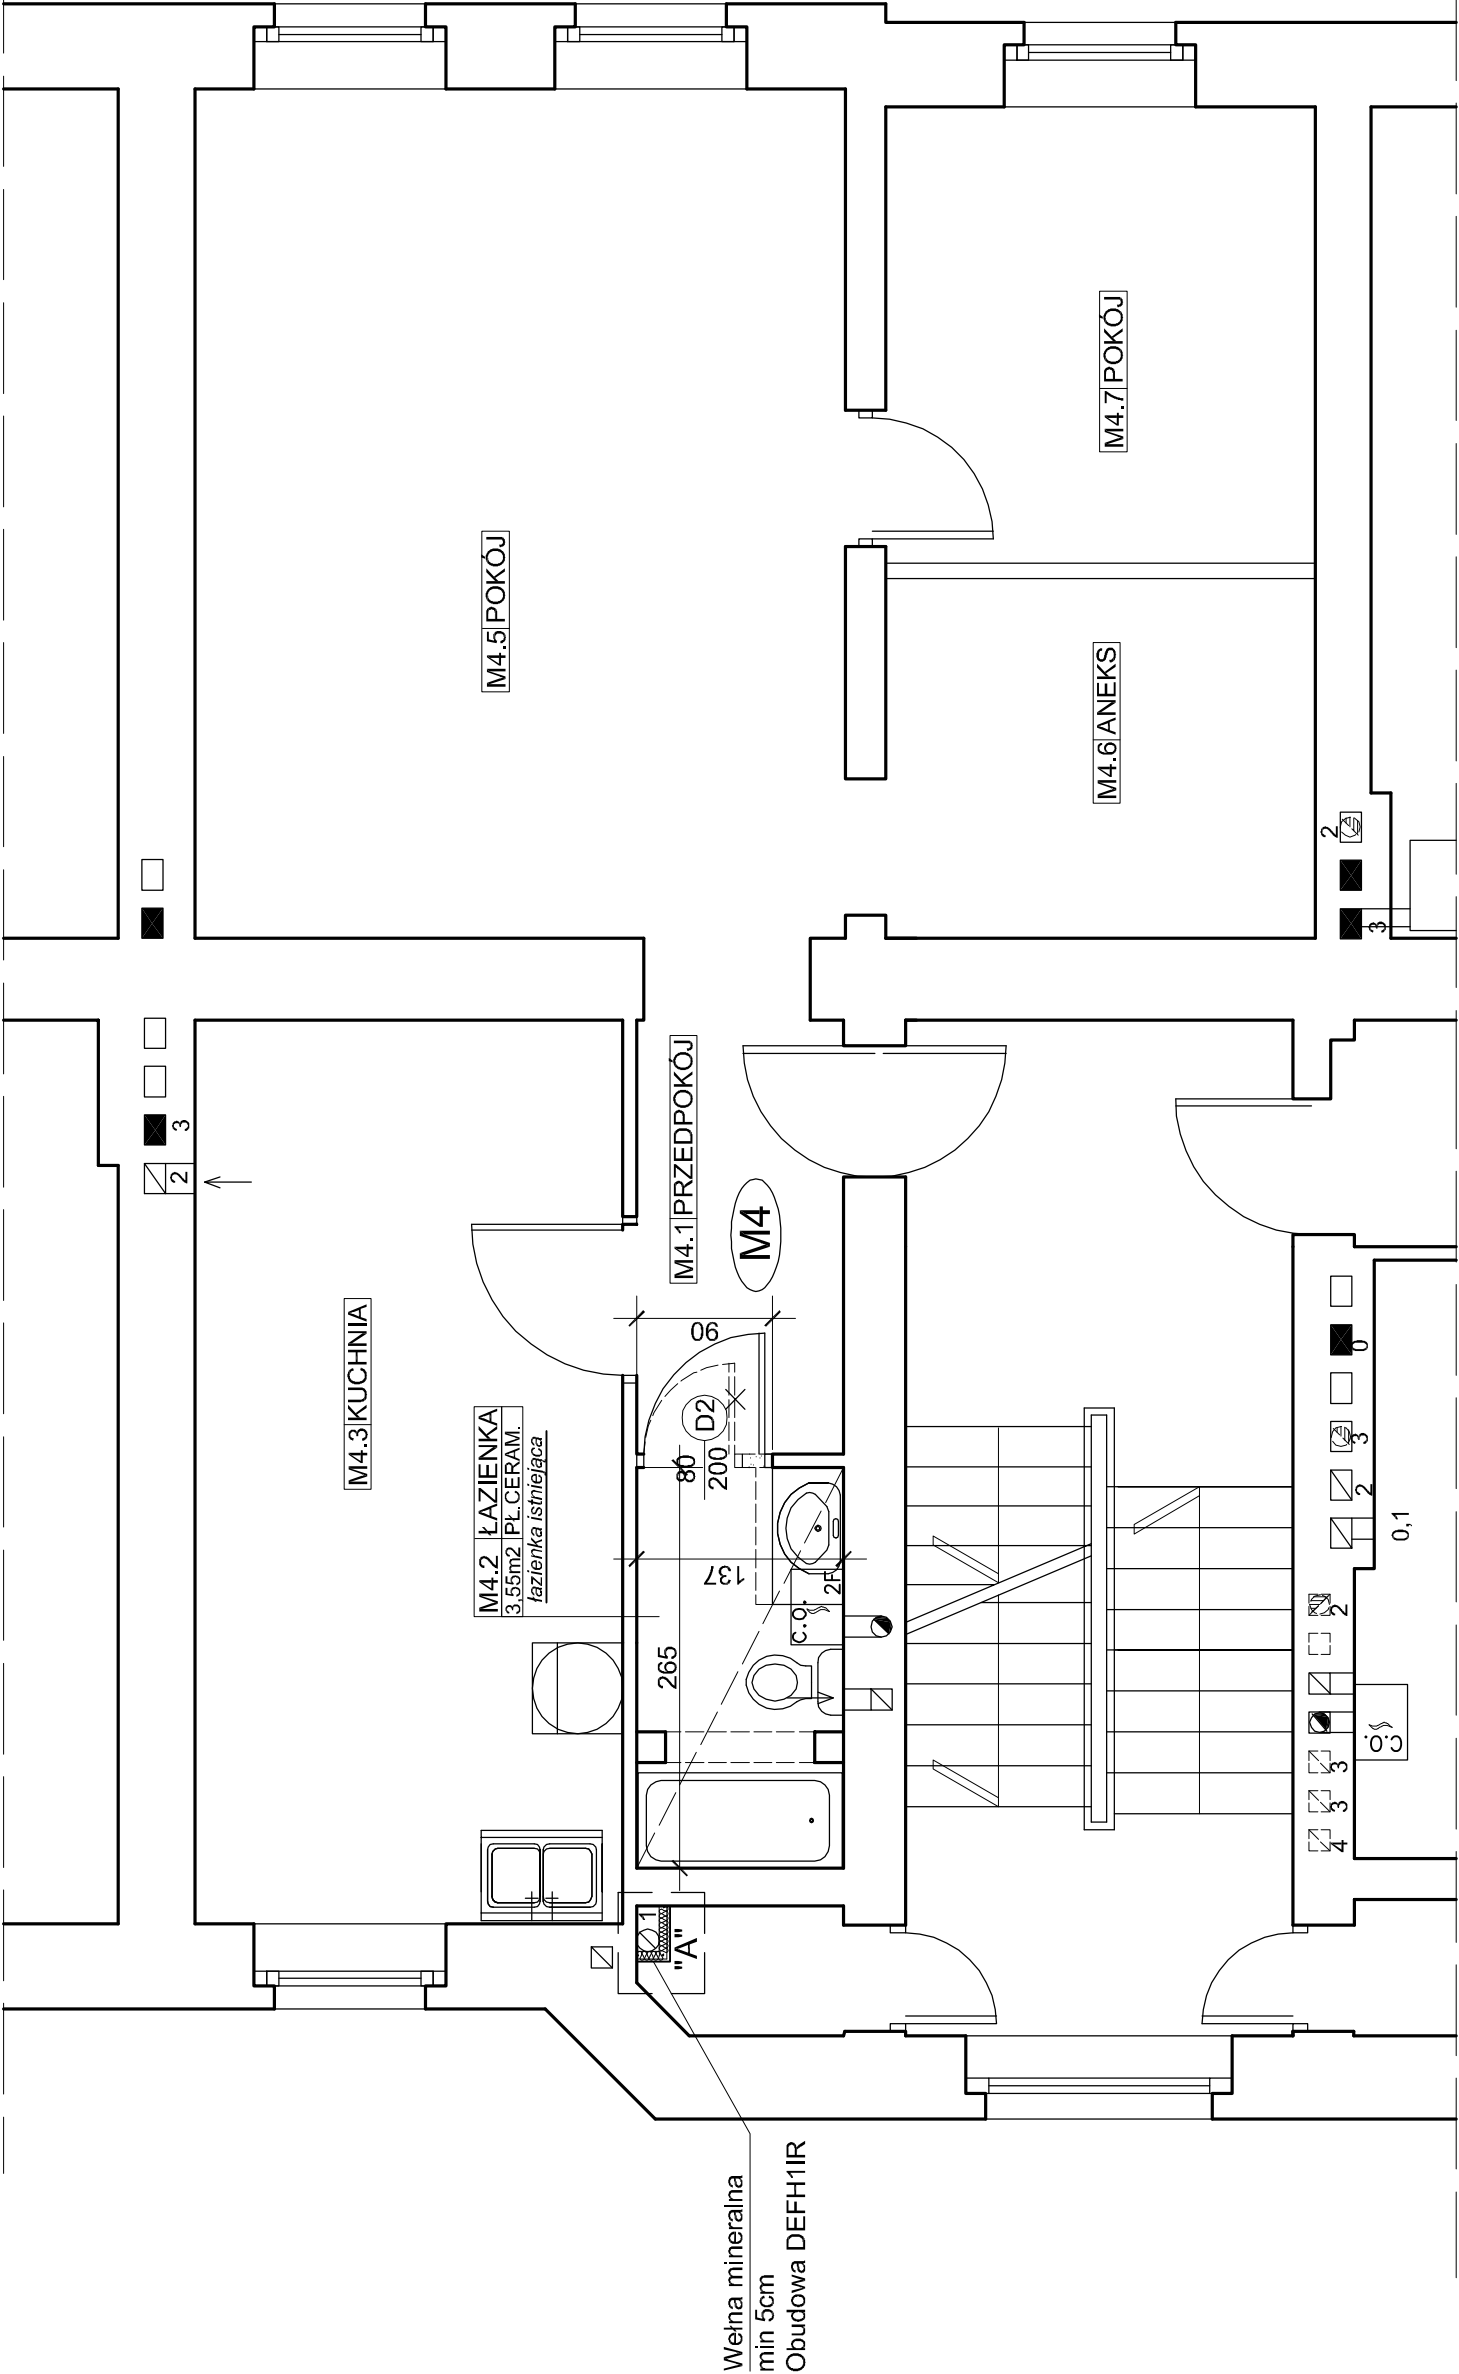 M4.5 POKÓJ
M4.7 POKÓJ
M4.6 ANEKS
2
3
3
2
M4.1 PRZEDPOKÓJ
M4
M4.3 KUCHNIA
M4.2 ŁAZIENKA
3,55m2 PŁ.CERAM.
łazienka istniejąca
90
D2
80
200
137
265
C.O.
2F
0
3
2
0,1
2
C.O.
3
3
4
1
"A"
Wełna mineralna
min 5cm
Obudowa DEFH1IR